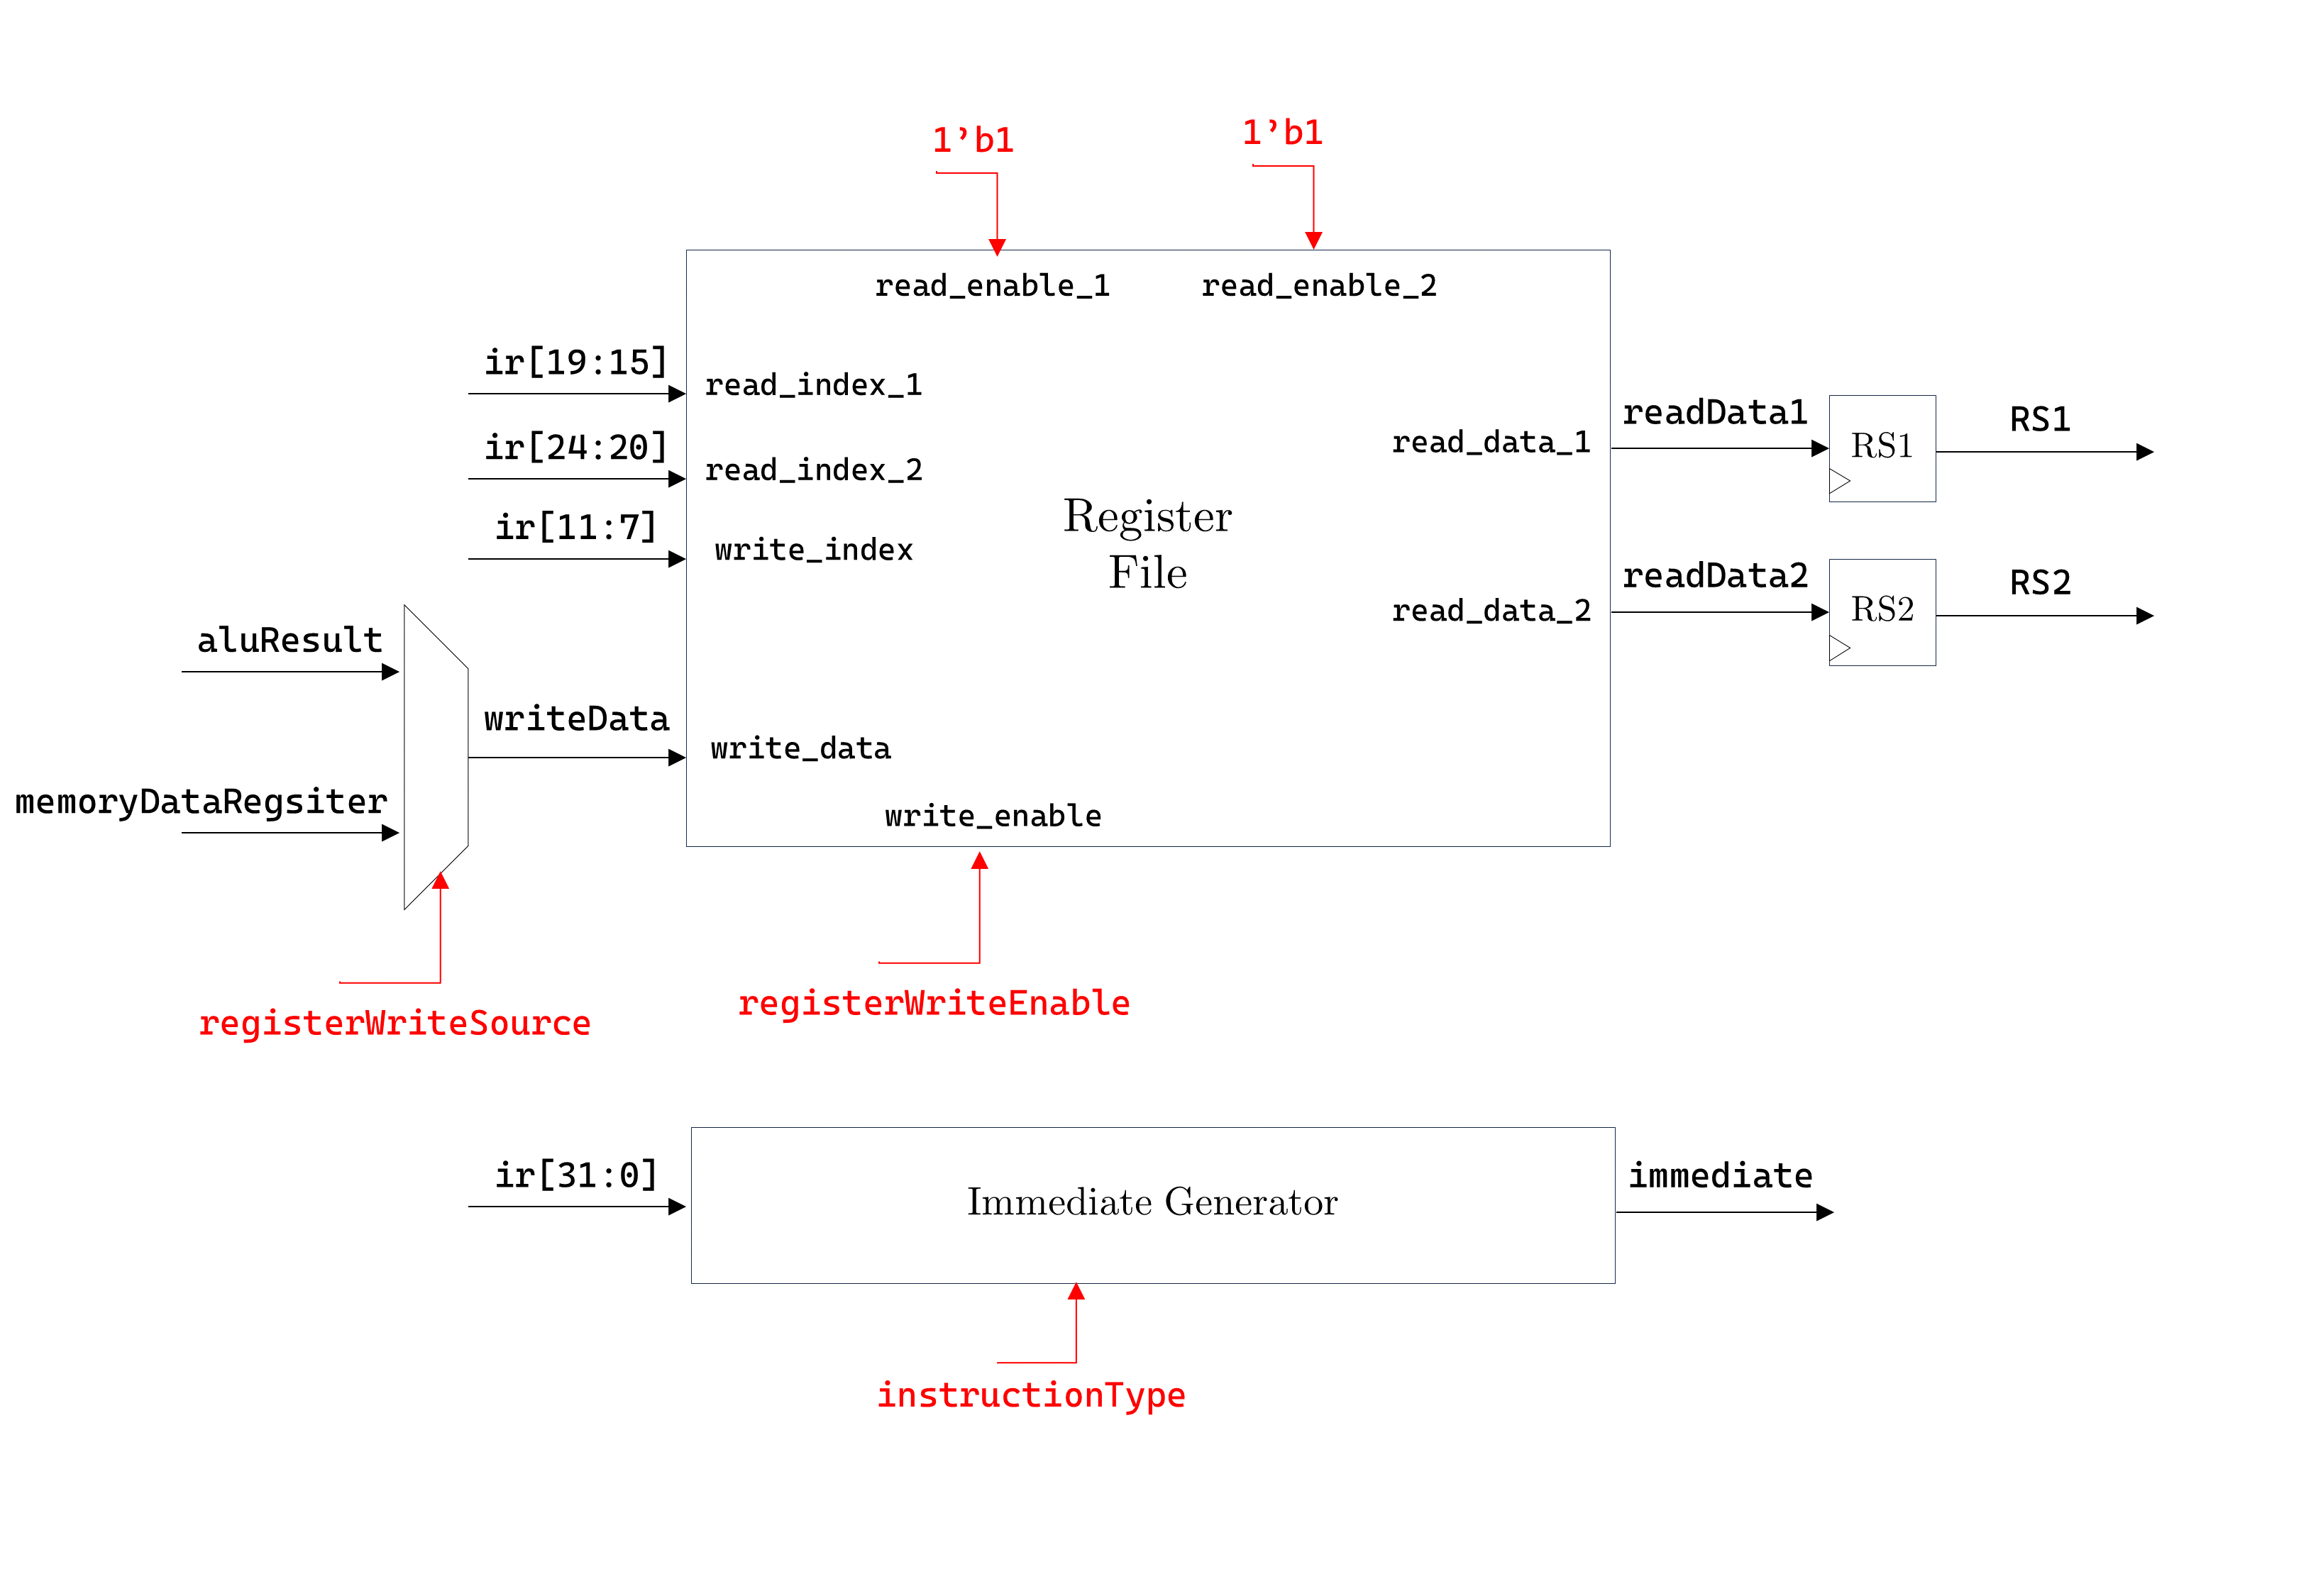 1’b1
1’b1
read_enable_1
read_enable_2
ir[19:15]
read_index_1
ir[24:20]
read_index_2
ir[11:7]
write_index
Register
File
read_data_1
readData1
RS1
RS1
read_data_2
readData2
RS2
RS2
aluResult
writeData
write_data
memoryDataRegsiter
write_enable
registerWriteSource
registerWriteEnable
ir[31:0]
Immediate Generator
immediate
instructionType